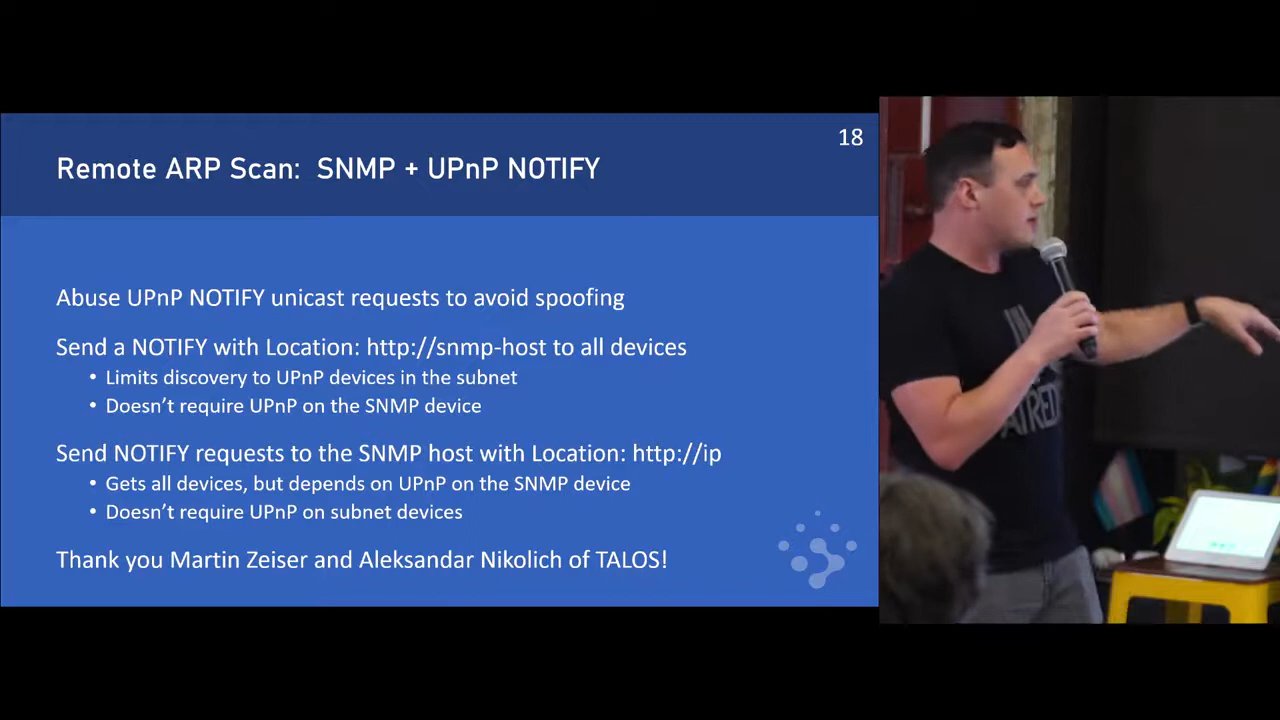 18
Remote ARP Scan: SNMP + UPnP NOTIFY
Abuse UPnP NOTIFY unicast requests to avoid spoofing
Send a NOTIFY with Location: http://snmp-host to all devices
• Limits discovery to UPnP devices in the subnet
• Doesn't require UPnP on the SNMP device
Send NOTIFY requests to the SNMP host with Location: http://ip
• Gets all devices, but depends on UPnP on the SNMP device
• Doesn't require UPnP on subnet devices
Thank you Martin Zeiser and Aleksandar Nikolich of TALOS!